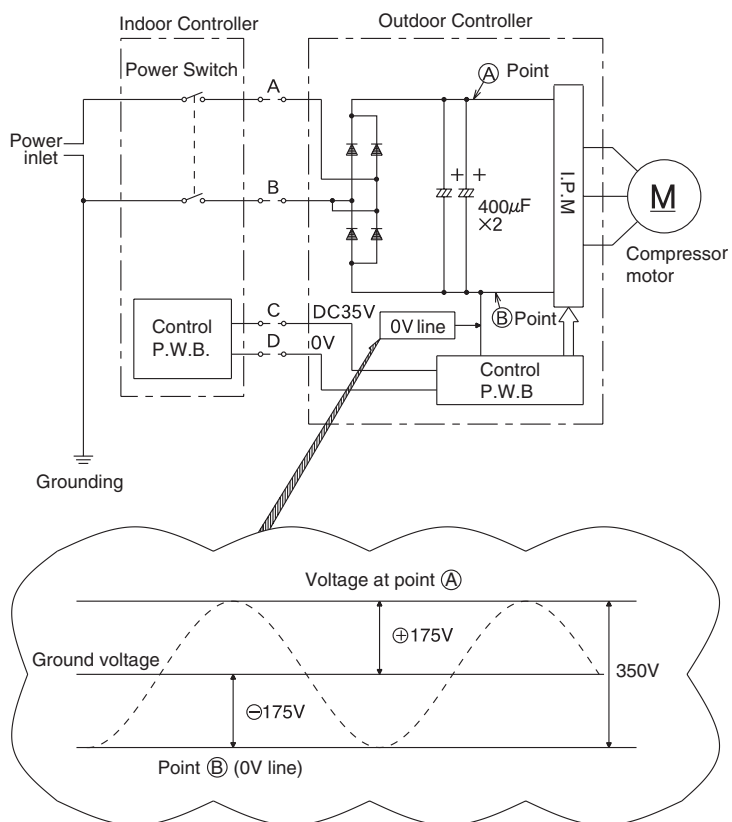 Indoor Controller
Outdoor Controller
Power Switch
A
Ⓐ Point
Power
inlet
B
+ +
400μF
×2
I.P.M
M
Compressor
motor
C
DC35V
Ⓑ Point
Control
P.W.B.
D
0V
0V line
Control
P.W.B
Grounding
Voltage at point Ⓐ
⊕175V
Ground voltage
350V
⊖175V
Point Ⓑ (0V line)